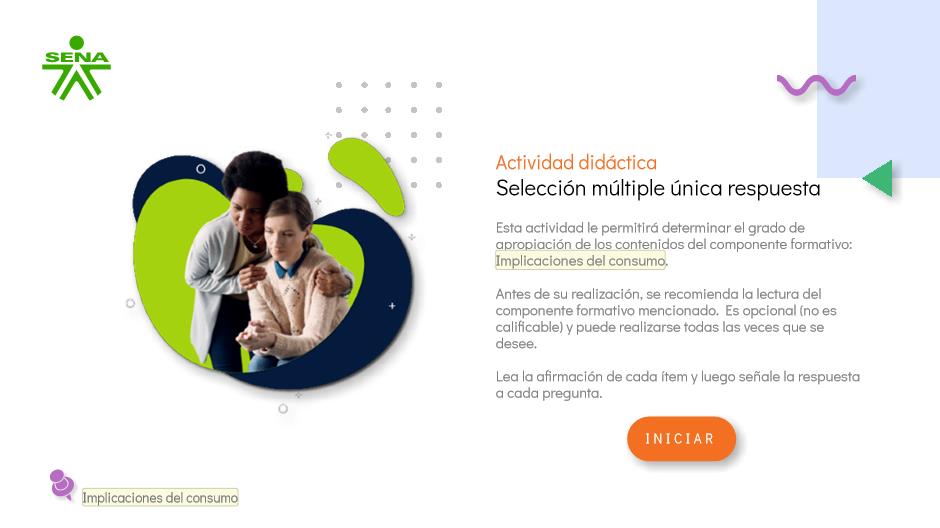 SENA
Actividad didáctica
Selección múltiple única respuesta
Esta actividad le permitirá determinar el grado de
apropiación de los contenidos del componente formativo:
Implicaciones del consumo.
Antes de su realización, se recomienda la lectura del
componente formativo mencionado. Es opcional (no es
calificable) y puede realizarse todas las veces que se
desee.
Lea la afirmación de cada ítem y luego señale la respuesta
a cada pregunta.
INICIAR
Implicaciones del consumo